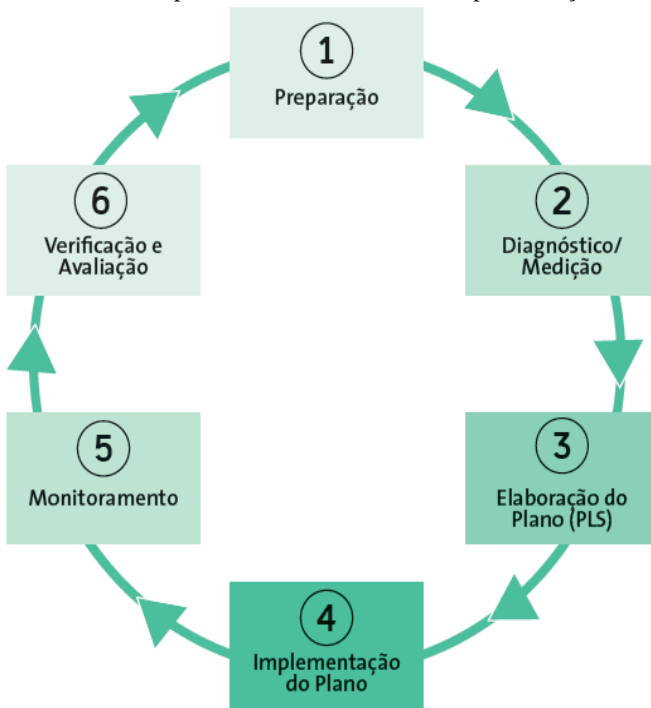 1
Preparação
2
Diagnóstico/
Medição
3
Elaboração do
Plano (PLS)
4
Implementação
do Plano
5
Monitoramento
6
Verificação e
Avaliação